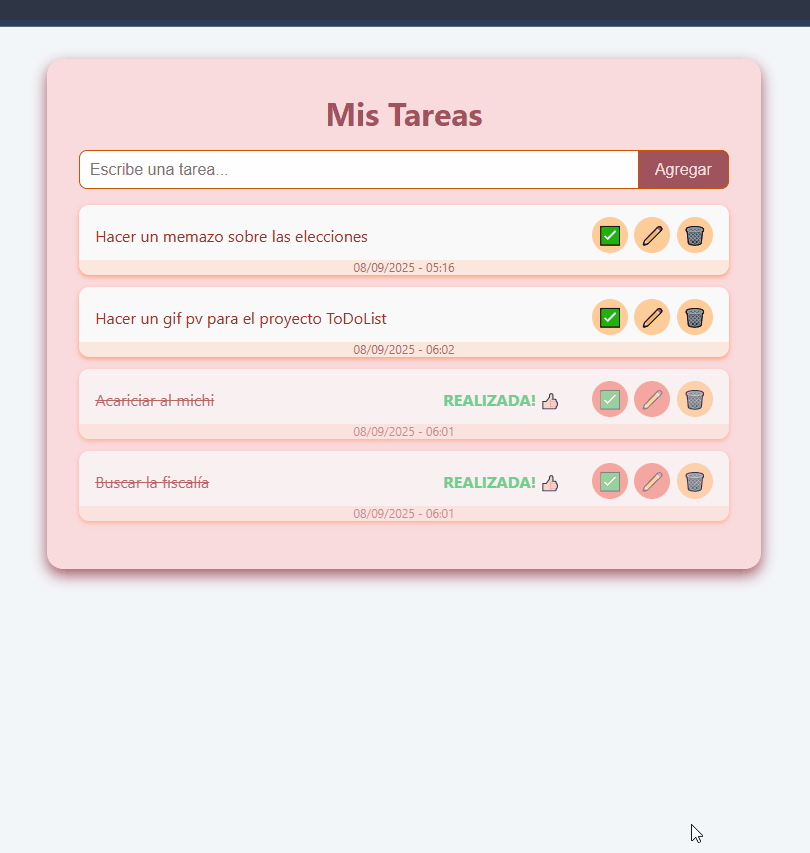 Mis Tareas
Escribe una tarea...
Agregar
Hacer un memazo sobre las elecciones
08/09/2025 - 05:16
Hacer un gif pv para el proyecto ToDoList
08/09/2025 - 06:02
Acariciar al michi REALIZADA! 👍
08/09/2025 - 06:01
Buscar la fiscalía REALIZADA! 👍
08/09/2025 - 06:01